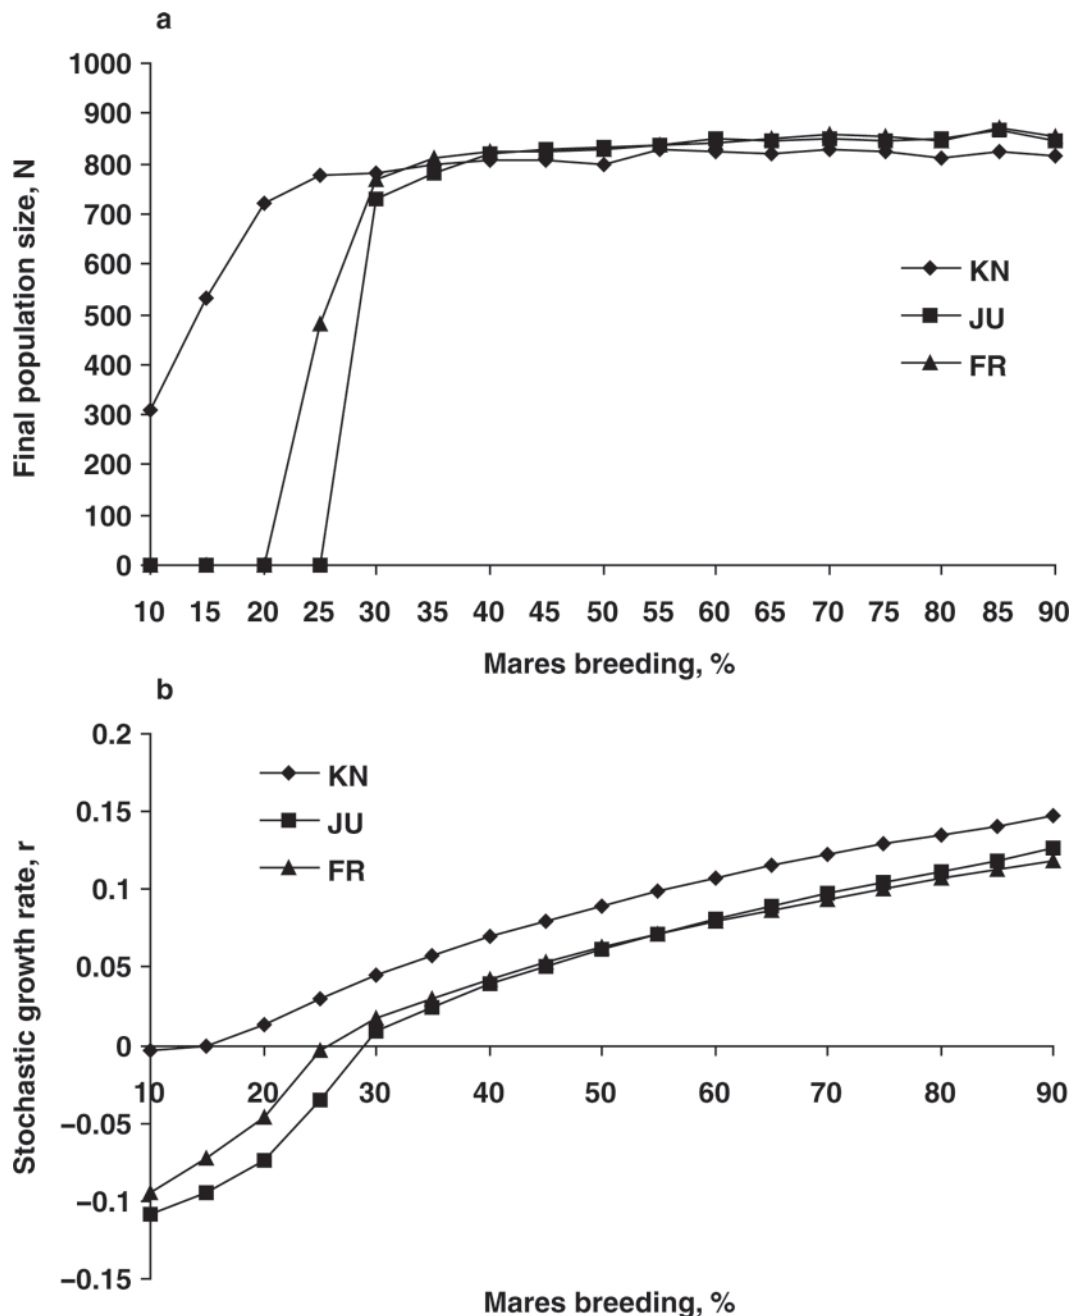 a
1000
900
800
700
600
500
400
300
200
100
0
Final population size, N
KN
JU
FR
10 15 20 25 30 35 40 45 50 55 60 65 70 75 80 85 90
Mares breeding, %
b
0.2
0.15
0.1
0.05
0
−0.05
−0.1
−0.15
Stochastic growth rate, r
KN
JU
FR
10 20 30 40 50 60 70 80 90
Mares breeding, %